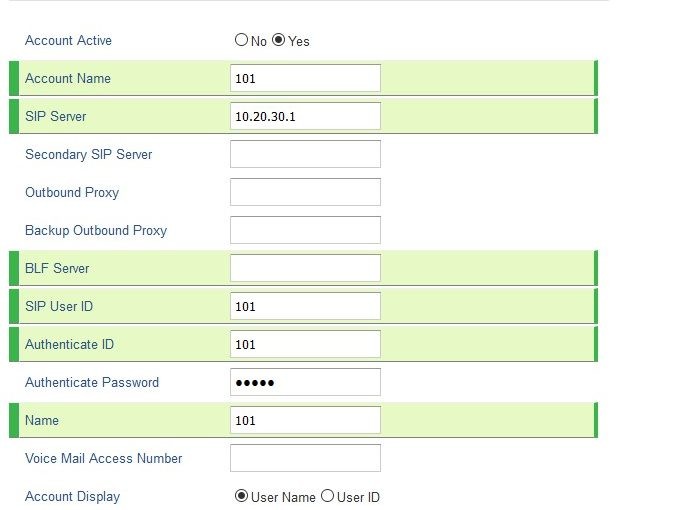 Account Active No Yes
Account Name 101
SIP Server 10.20.30.1
Secondary SIP Server
Outbound Proxy
Backup Outbound Proxy
BLF Server
SIP User ID 101
Authenticate ID 101
Authenticate Password •••••
Name 101
Voice Mail Access Number
Account Display User Name User ID